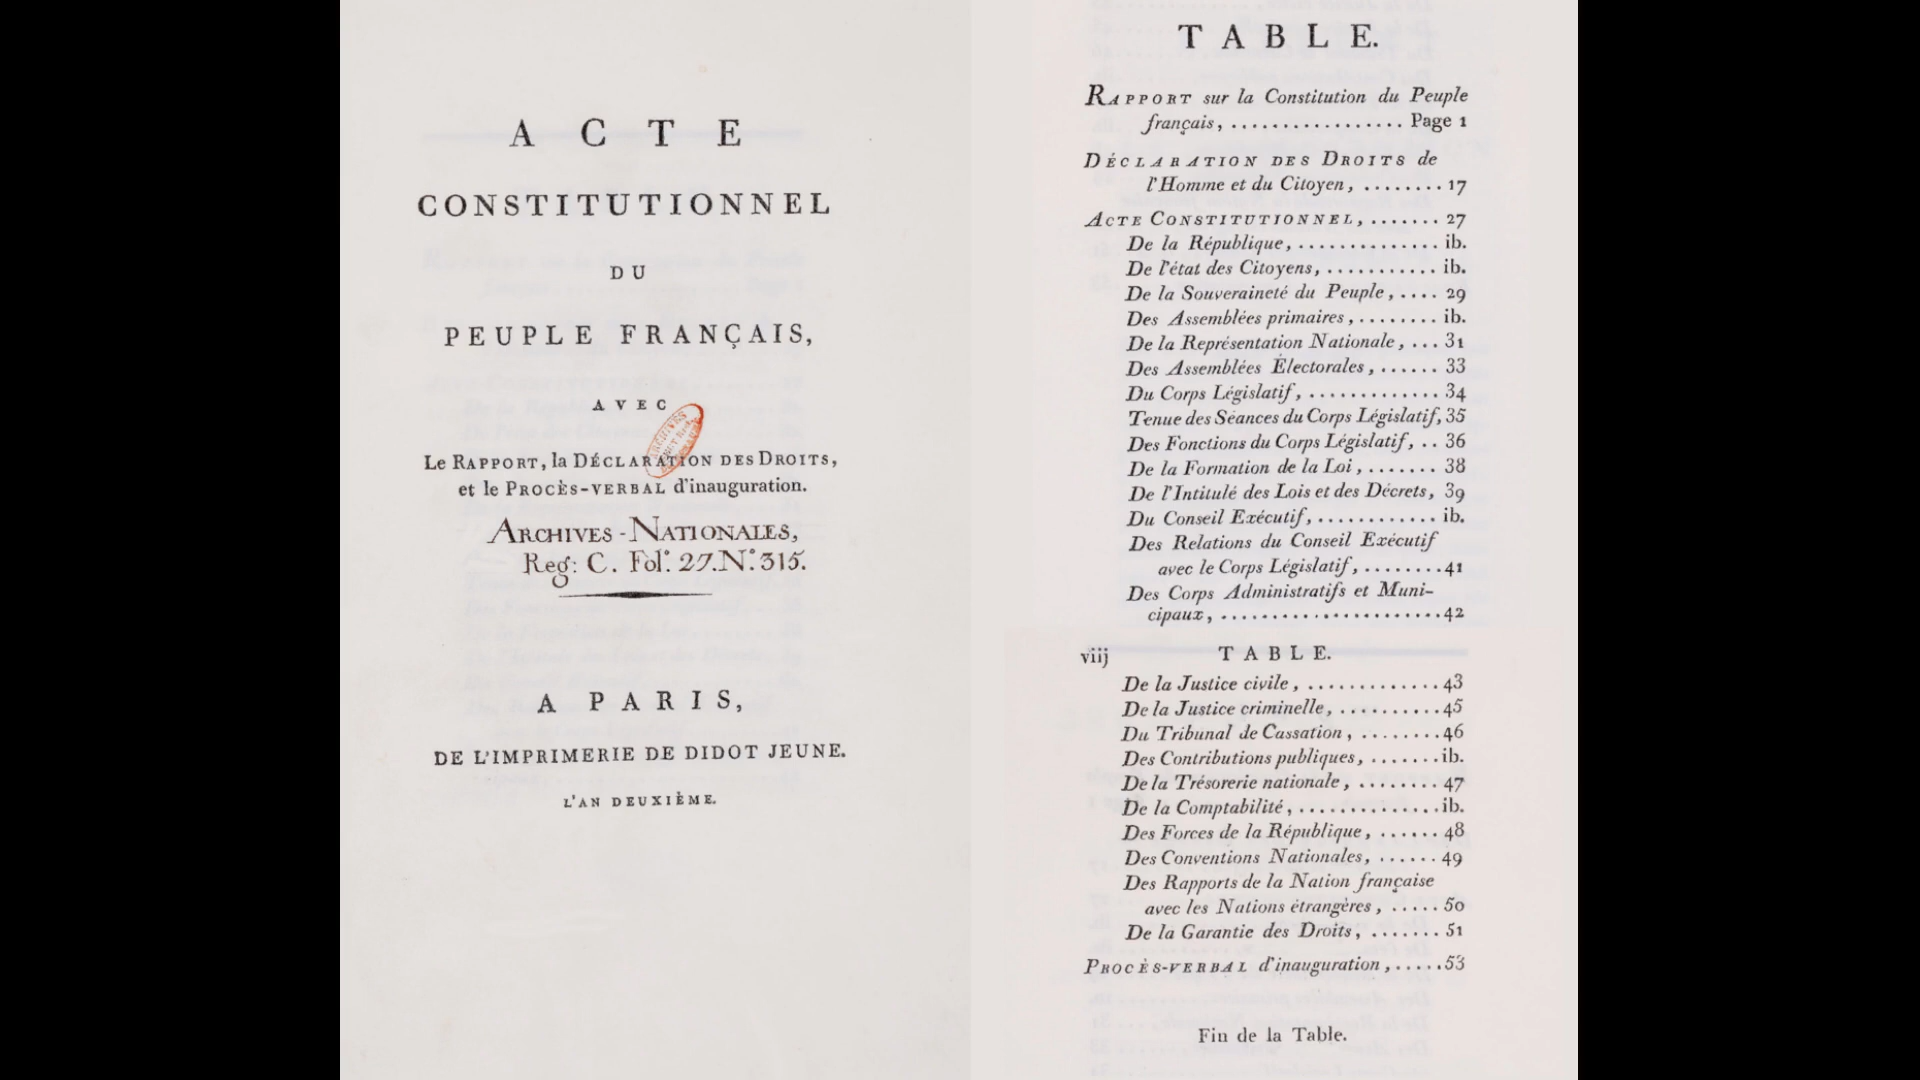 ACTE
CONSTITUTIONNEL
DU
PEUPLE FRANÇAIS,
AVEC
Le RAPPORT, la DÉCLARATION DES DROITS,
et le PROCÈS-VERBAL d'inauguration.
ARCHIVES-NATIONALES,
Reg: C. Fol°. 27. N°. 315.
A PARIS,
DE L'IMPRIMERIE DE DIDOT JEUNE.
L'AN DEUXIÈME.
TABLE.
RAPPORT sur la Constitution du Peuple
français, ................. Page 1
DÉCLARATION DES DROITS de
l'Homme et du Citoyen, ........ 17
ACTE CONSTITUTIONNEL, ....... 27
De la République, .............. ib.
De l'état des Citoyens, ........... ib.
De la Souveraineté du Peuple, .... 29
Des Assemblées primaires, ........ ib.
De la Représentation Nationale, ... 31
Des Assemblées Électorales, ...... 33
Du Corps Législatif, ............. 34
Tenue des Séances du Corps Législatif, 35
Des Fonctions du Corps Législatif, .. 36
De la Formation de la Loi, ....... 38
De l'Intitulé des Lois et des Décrets, 39
Du Conseil Exécutif, ............ ib.
Des Relations du Conseil Exécutif
avec le Corps Législatif, ........ 41
Des Corps Administratifs et Muni-
cipaux, ...................... 42
viij TABLE.
De la Justice civile, ............. 43
De la Justice criminelle, .......... 45
Du Tribunal de Cassation, ........ 46
Des Contributions publiques, ....... ib.
De la Trésorerie nationale, ........ 47
De la Comptabilité, .............. ib.
Des Forces de la République, ...... 48
Des Conventions Nationales, ...... 49
Des Rapports de la Nation française
avec les Nations étrangères, ..... 50
De la Garantie des Droits, ....... 51
PROCÈS-VERBAL d'inauguration, ..... 53
Fin de la Table.